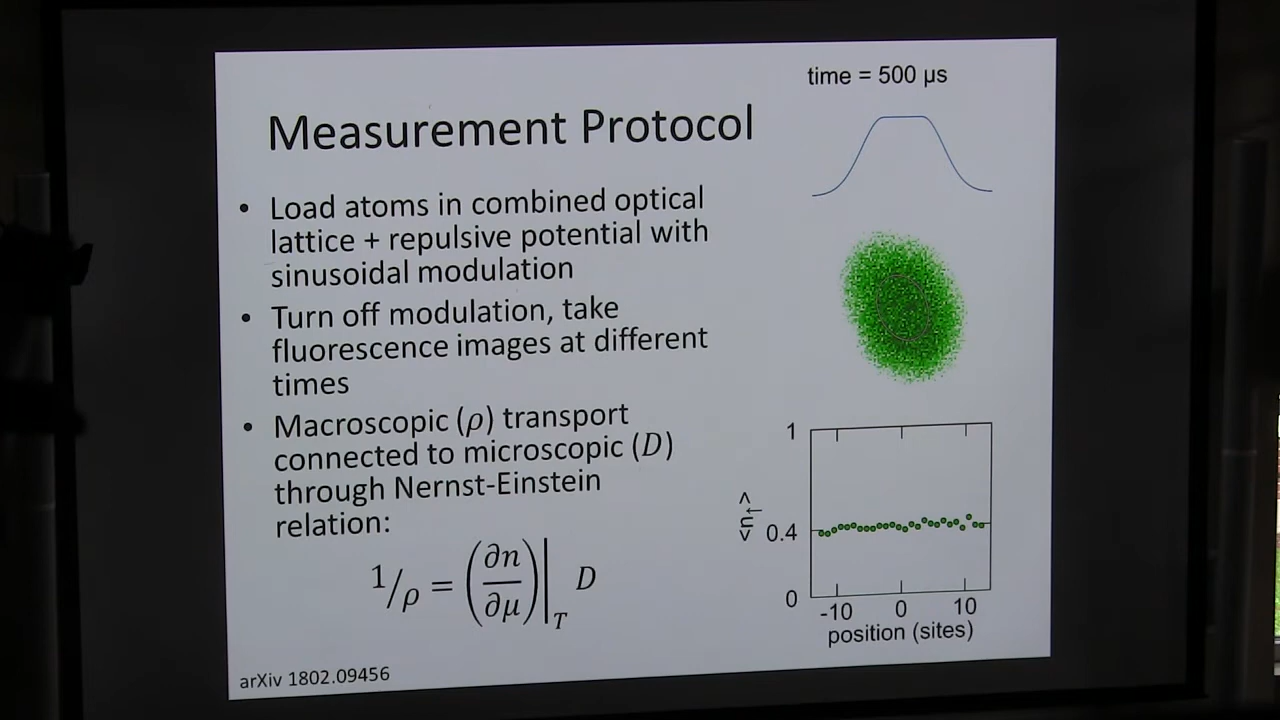 time = 500 µs
Measurement Protocol
• Load atoms in combined optical
lattice + repulsive potential with
sinusoidal modulation
• Turn off modulation, take
fluorescence images at different
times
• Macroscopic (ρ) transport
connected to microscopic (D)
through Nernst-Einstein
relation:
1/ρ = (∂n/∂μ)|T D
1
0.4
0
<n↑>
-10 0 10
position (sites)
arXiv 1802.09456